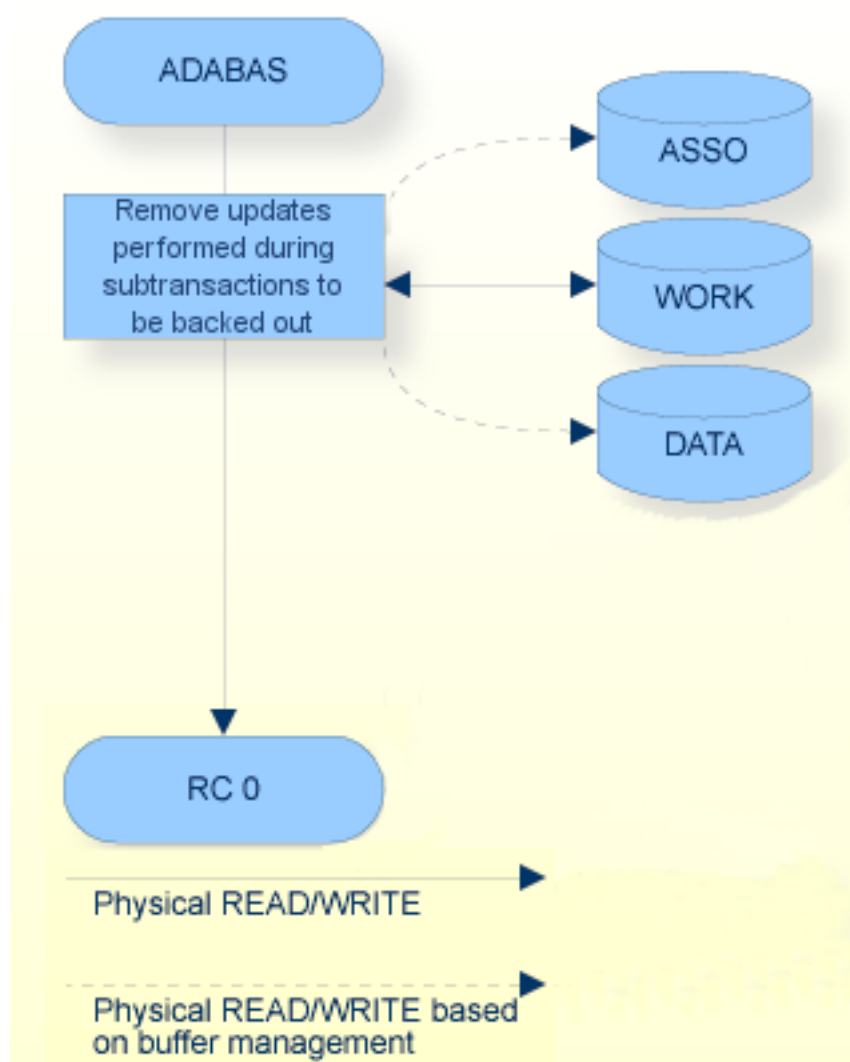 ADABAS
ASSO
Remove updates
performed during
subtransactions to
be backed out
WORK
DATA
RC 0
Physical READ/WRITE
Physical READ/WRITE based
on buffer management